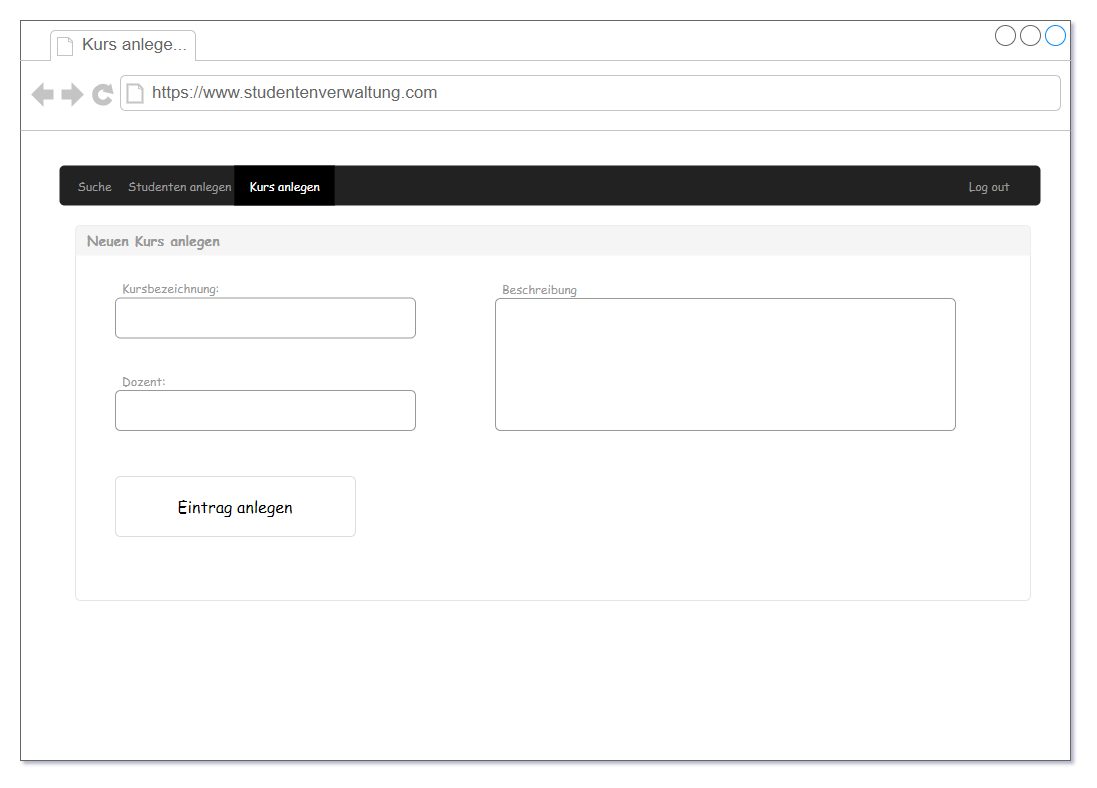 Kurs anlege...
https://www.studentenverwaltung.com
Suche Studenten anlegen Kurs anlegen Log out
Neuen Kurs anlegen
Kursbezeichnung:
Beschreibung
Dozent:
Eintrag anlegen